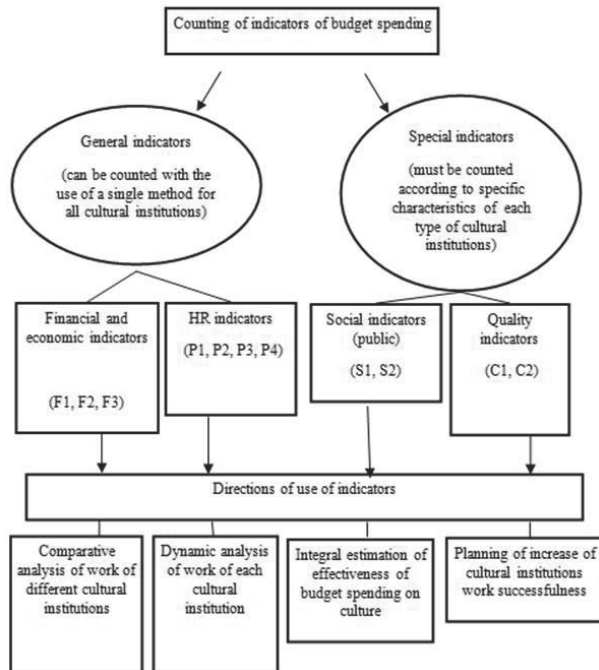 Counting of indicators of budget spending
General indicators
(can be counted with the
use of a single method for
all cultural institutions)
Special indicators
(must be counted
according to specific
characteristics of each
type of cultural
institutions)
Financial and
economic indicators
(F1, F2, F3)
HR indicators
(P1, P2, P3, P4)
Social indicators
(public)
(S1, S2)
Quality
indicators
(C1, C2)
Directions of use of indicators
Comparative
analysis of work of
different cultural
institutions
Dynamic analysis
of work of each
cultural
institution
Integral estimation of
effectiveness of
budget spending on
culture
Planning of increase of
cultural institutions
work successfulness